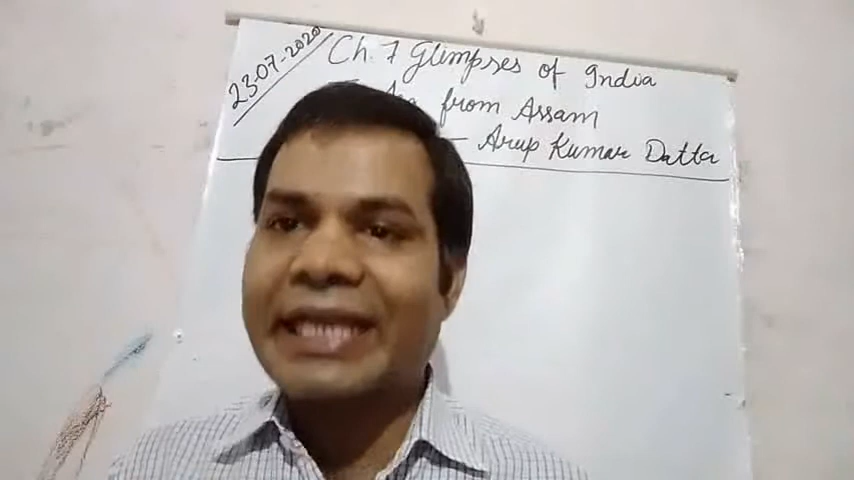 23-07-2020
Ch. 7 Glimpses of India
from Assam
— Arup Kumar Datta